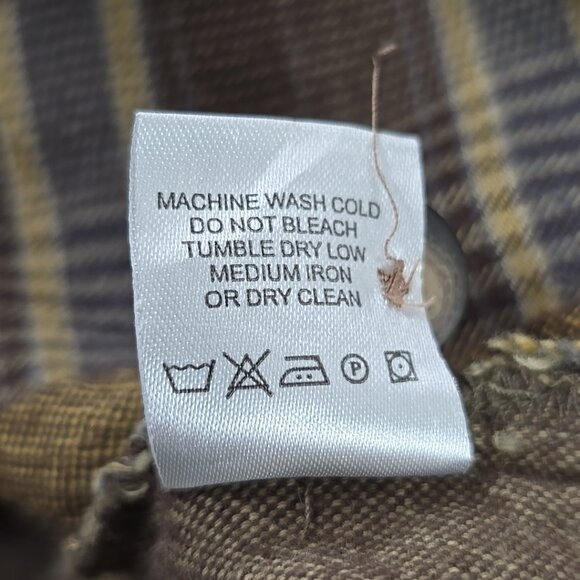 MACHINE WASH COLD
DO NOT BLEACH
TUMBLE DRY LOW
MEDIUM IRON
OR DRY CLEAN
P